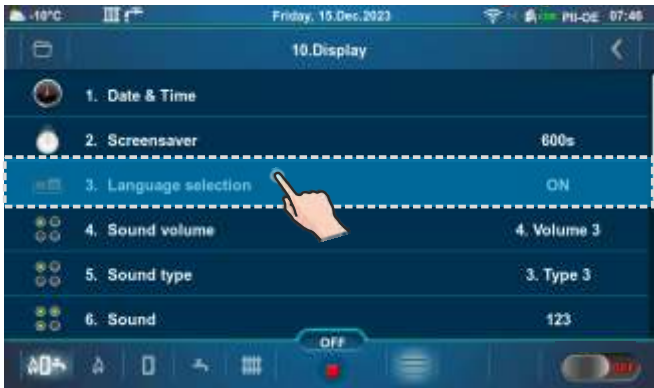 -10°C Friday, 15.Dec.2023 PII-OE 07:46
10.Display
1. Date & Time
2. Screensaver 600s
3. Language selection ON
4. Sound volume 4. Volume 3
5. Sound type 3. Type 3
6. Sound 123
OFF
OFF